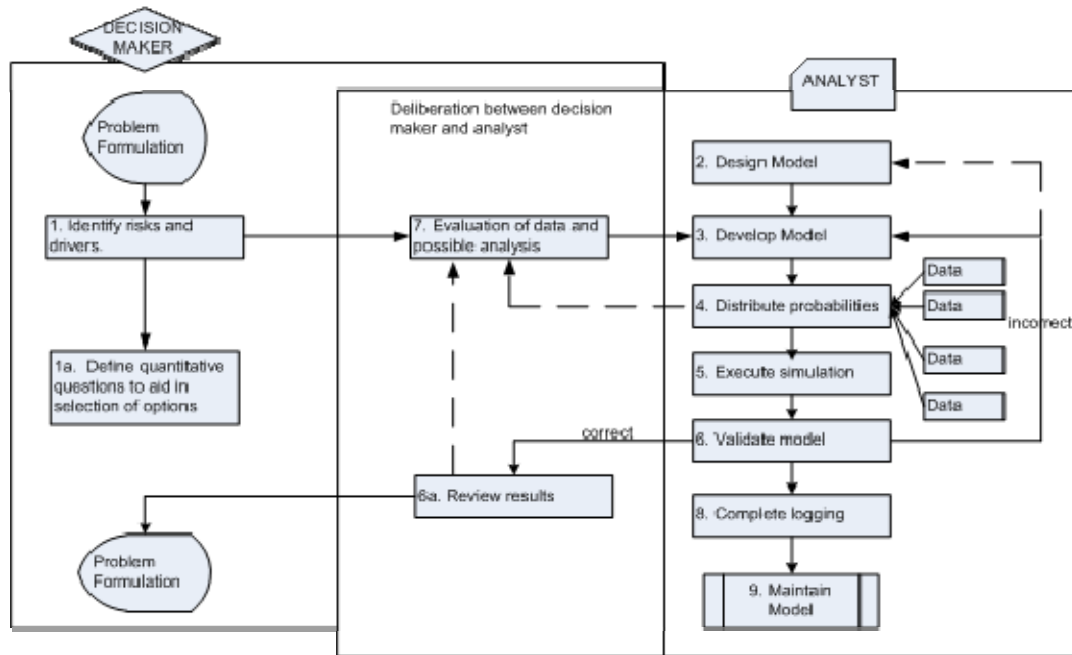 DECISION
MAKER
ANALYST
Deliberation between decision
maker and analyst
Problem
Formulation
2. Design Model
1. Identify risks and
drivers.
7. Evaluation of data and
possible analysis
3. Develop Model
Data
4. Distribute probabilities
Data
incorrect
1a. Define quantitative
questions to aid in
selection of options
5. Execute simulation
Data
Data
correct
6. Validate model
6a. Review results
8. Complete logging
Problem
Formulation
9. Maintain
Model